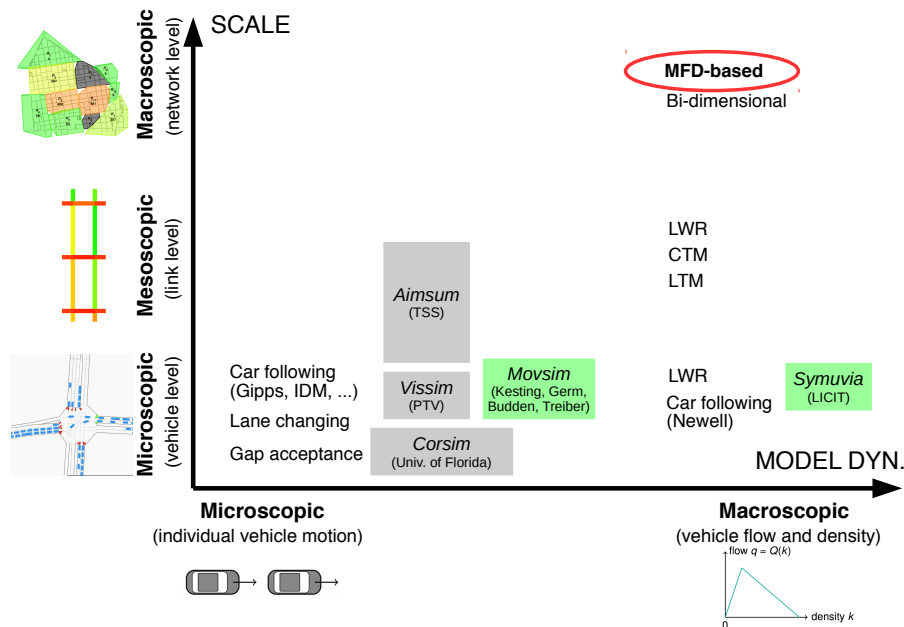 SCALE
Macroscopic
(network level)
MFD-based
Bi-dimensional
Mesoscopic
(link level)
LWR
CTM
LTM
Aimsum
(TSS)
Microscopic
(vehicle level)
Car following
(Gipps, IDM, ...)
Lane changing
Gap acceptance
Vissim
(PTV)
Movsim
(Kesting, Germ,
Budden, Treiber)
Corsim
(Univ. of Florida)
LWR
Car following
(Newell)
Symuvia
(LICIT)
MODEL DYN.
Microscopic
(individual vehicle motion)
Macroscopic
(vehicle flow and density)
flow q = Q(k)
density k
0